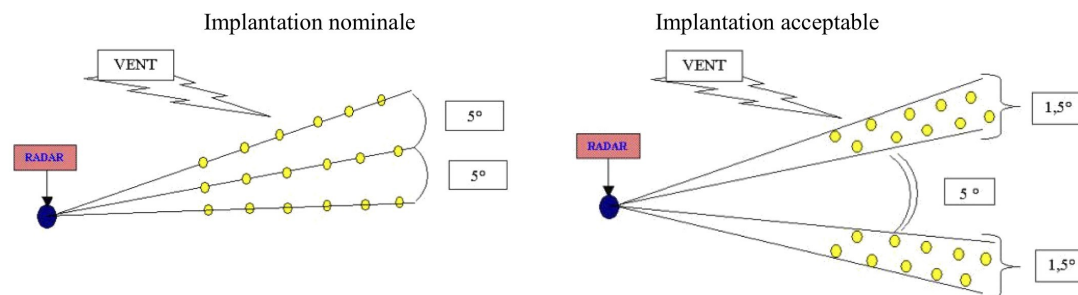 Implantation nominale
VENT
5°
RADAR
5°
Implantation acceptable
VENT
1,5°
RADAR
5 °
1,5°